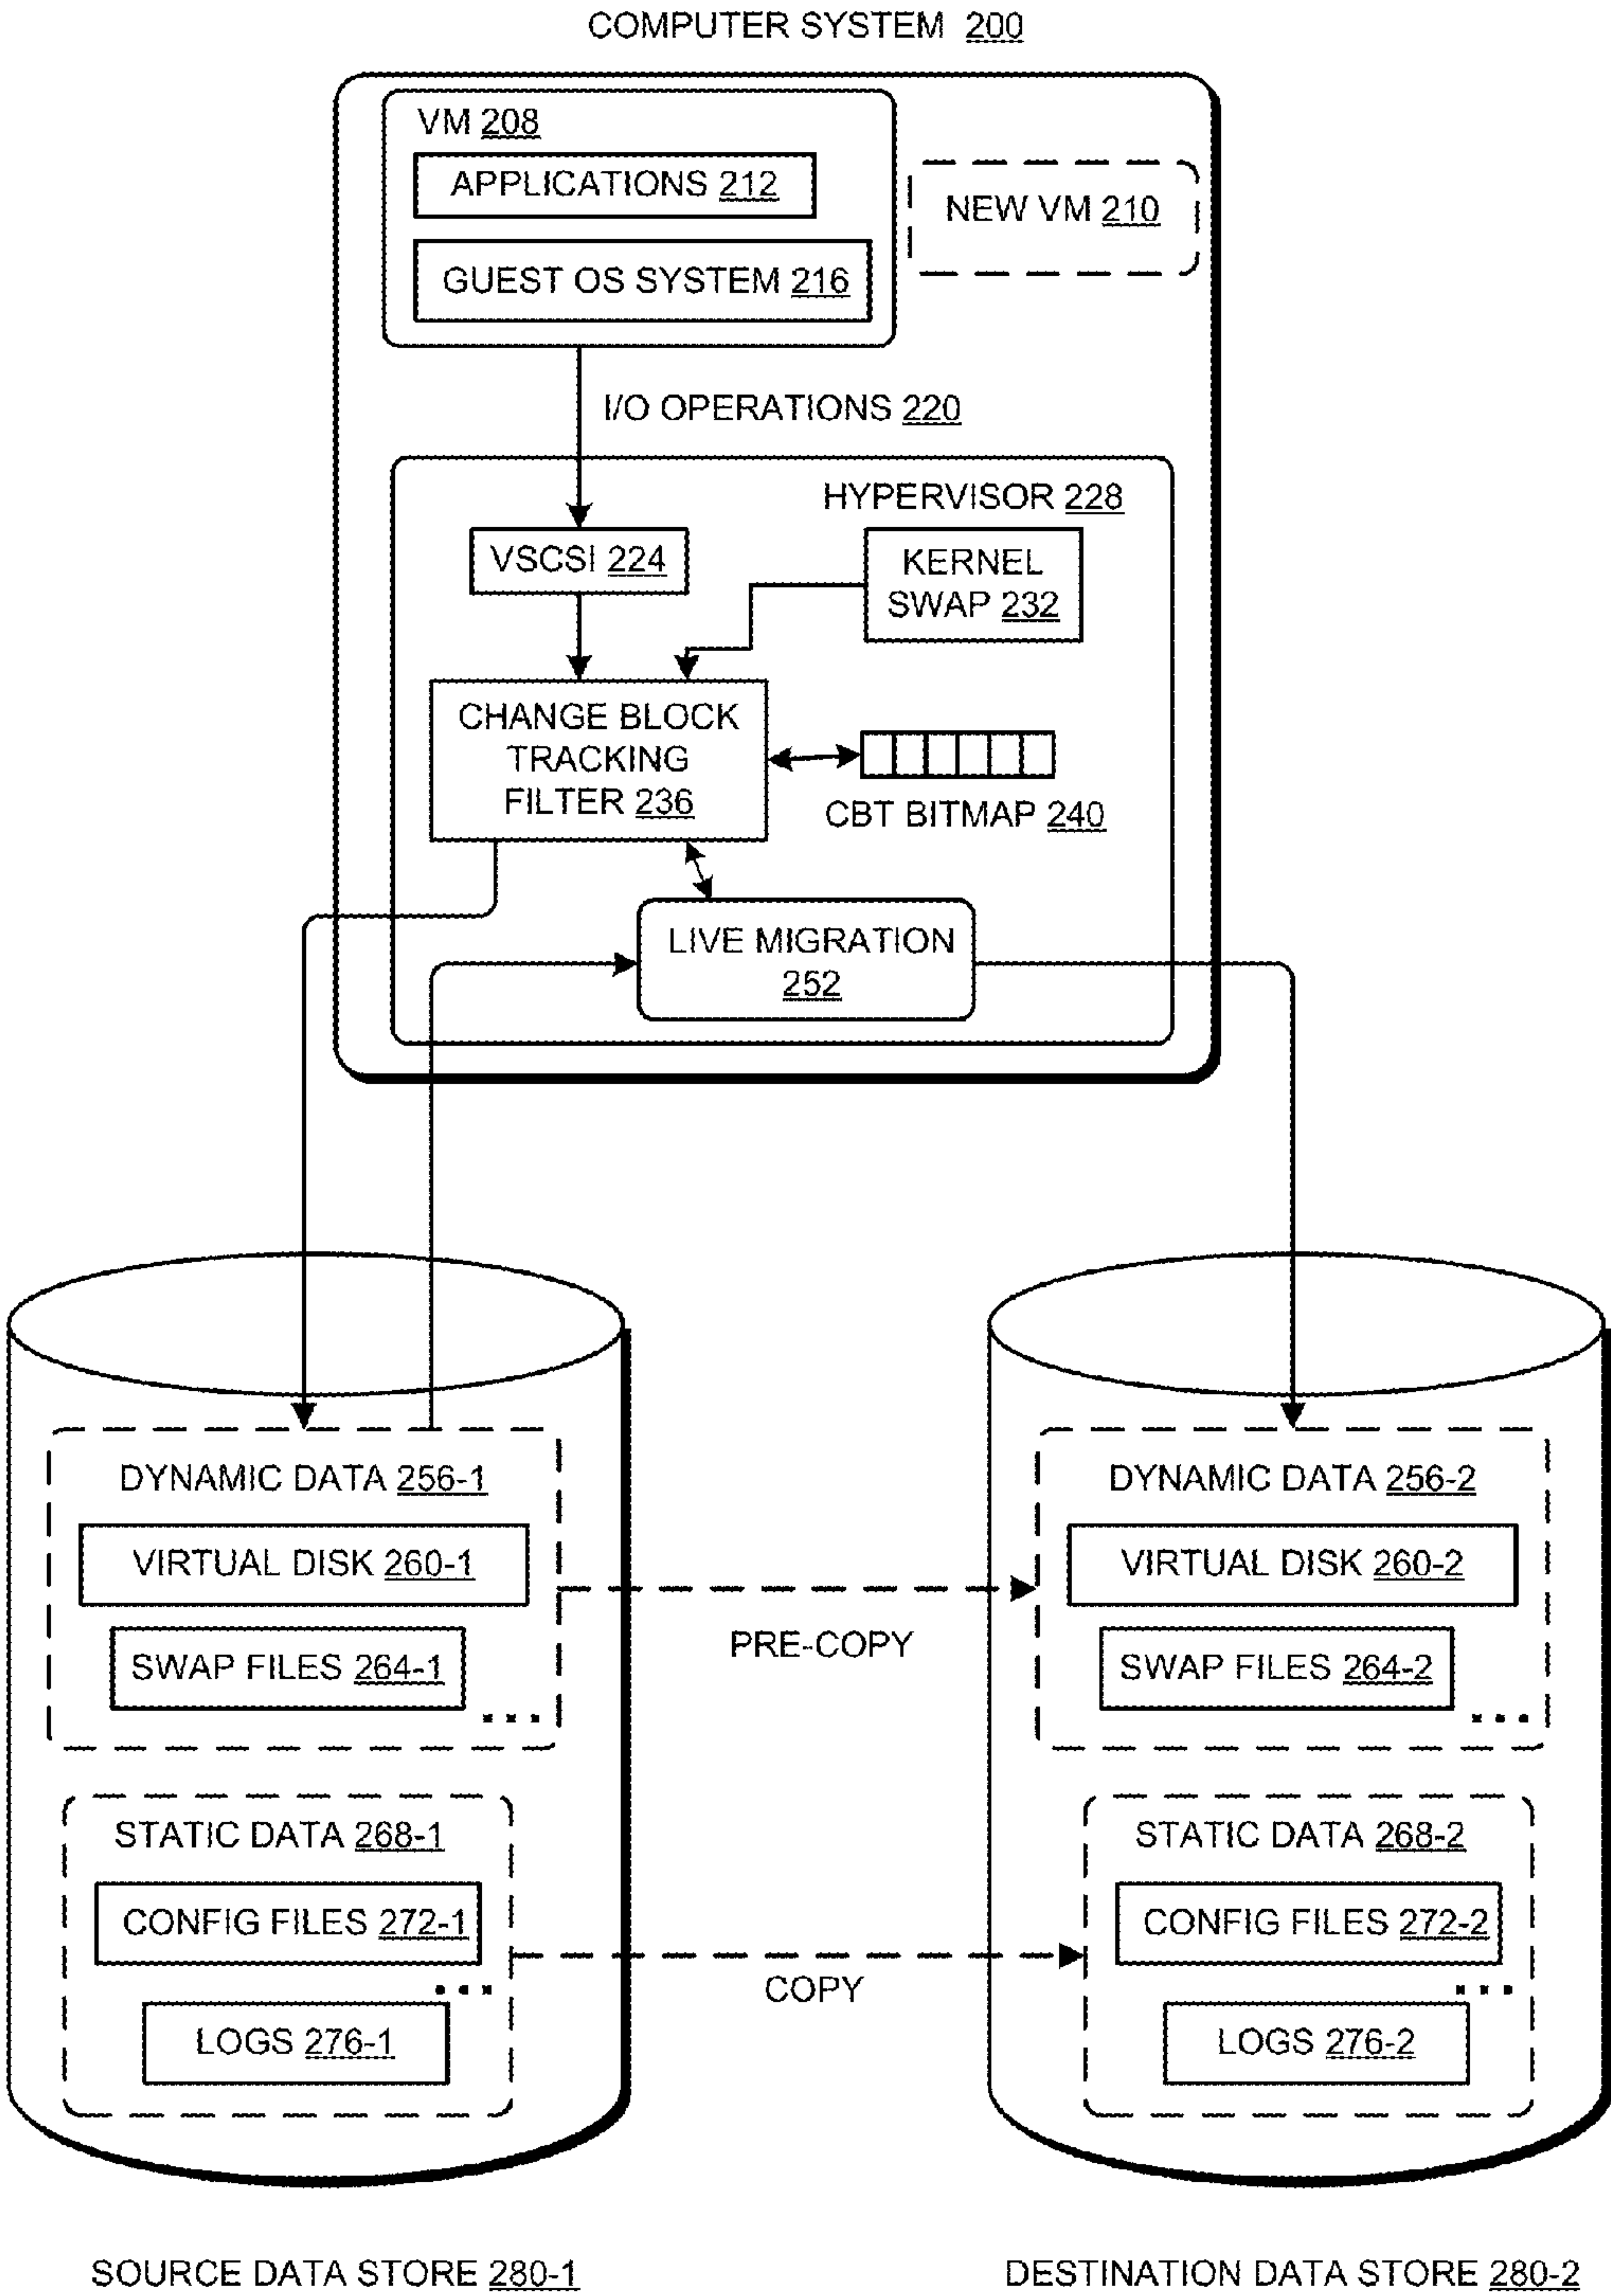 COMPUTER SYSTEM 200
VM 208
APPLICATIONS 212
GUEST OS SYSTEM 216
NEW VM 210
I/O OPERATIONS 220
HYPERVISOR 228
VSCSI 224
KERNEL
SWAP 232
CHANGE BLOCK
TRACKING
FILTER 236
CBT BITMAP 240
LIVE MIGRATION
252
DYNAMIC DATA 256-1
VIRTUAL DISK 260-1
SWAP FILES 264-1
...
DYNAMIC DATA 256-2
VIRTUAL DISK 260-2
SWAP FILES 264-2
...
PRE-COPY
STATIC DATA 268-1
CONFIG FILES 272-1
...
LOGS 276-1
STATIC DATA 268-2
CONFIG FILES 272-2
...
LOGS 276-2
COPY
SOURCE DATA STORE 280-1
DESTINATION DATA STORE 280-2